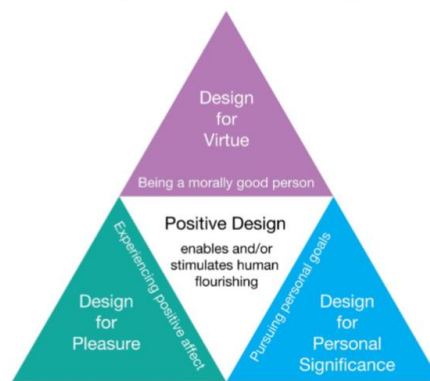 Design
for
Virtue
Being a morally good person
Positive Design
enables and/or
stimulates human
flourishing
Experiencing positive affect
Pursuing personal goals
Design
for
Pleasure
Design
for
Personal
Significance